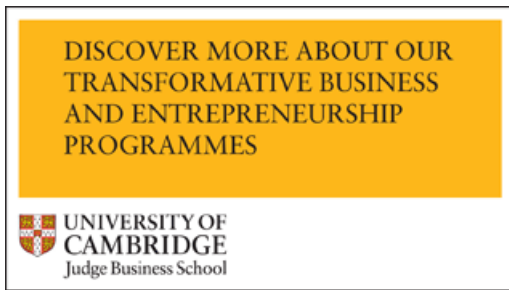 DISCOVER MORE ABOUT OUR
TRANSFORMATIVE BUSINESS
AND ENTREPRENEURSHIP
PROGRAMMES
UNIVERSITY OF
CAMBRIDGE
Judge Business School